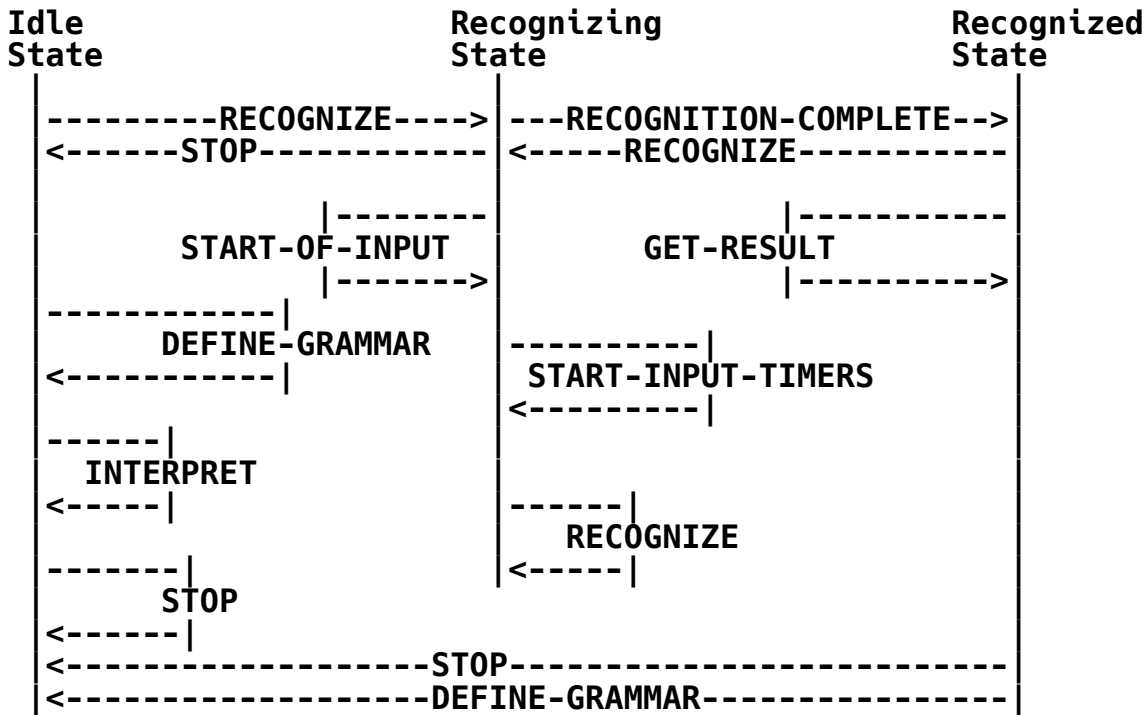 Idle Recognizing Recognized
State State State
RECOGNIZE RECOGNITION-COMPLETE
STOP RECOGNIZE
START-OF-INPUT GET-RESULT
DEFINE-GRAMMAR
START-INPUT-TIMERS
INTERPRET
RECOGNIZE
STOP
STOP
DEFINE-GRAMMAR